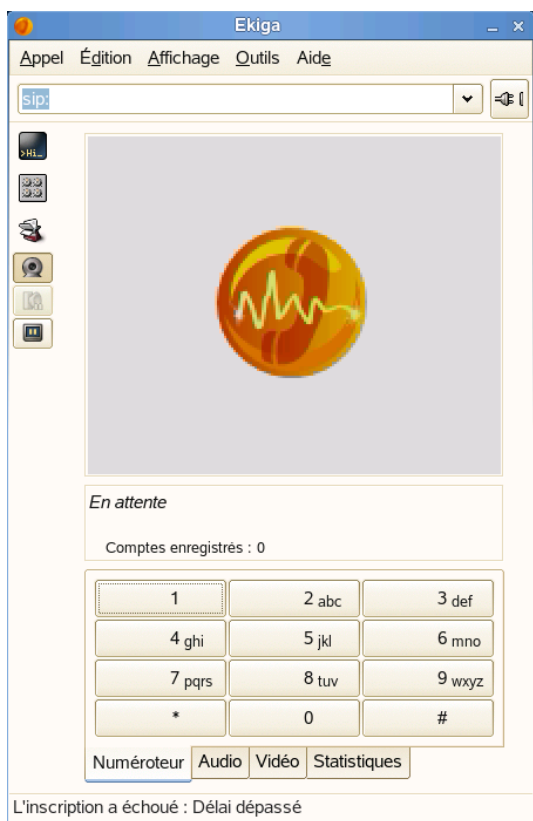 Ekiga
Appel Édition Affichage Outils Aide
sip:
>Hi_
En attente
Comptes enregistrés : 0
1 2 abc 3 def
4 ghi 5 jkl 6 mno
7 pqrs 8 tuv 9 wxyz
* 0 #
Numéroteur Audio Vidéo Statistiques
L'inscription a échoué : Délai dépassé